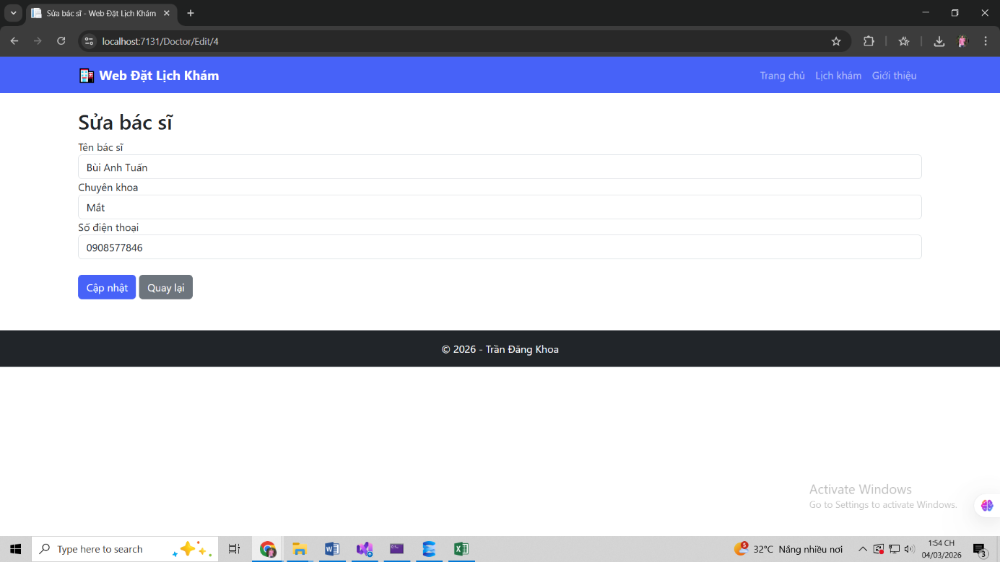 Sửa bác sĩ - Web Đặt Lịch Khám
localhost:7131/Doctor/Edit/4
Web Đặt Lịch Khám
Trang chủ Lịch khám Giới thiệu
Sửa bác sĩ
Tên bác sĩ
Bùi Anh Tuấn
Chuyên khoa
Mắt
Số điện thoại
0908577846
Cập nhật Quay lại
© 2026 - Trần Đăng Khoa
Activate Windows
Go to Settings to activate Windows.
Type here to search
5
32°C Nắng nhiều nơi
1:54 CH
04/03/2026
3